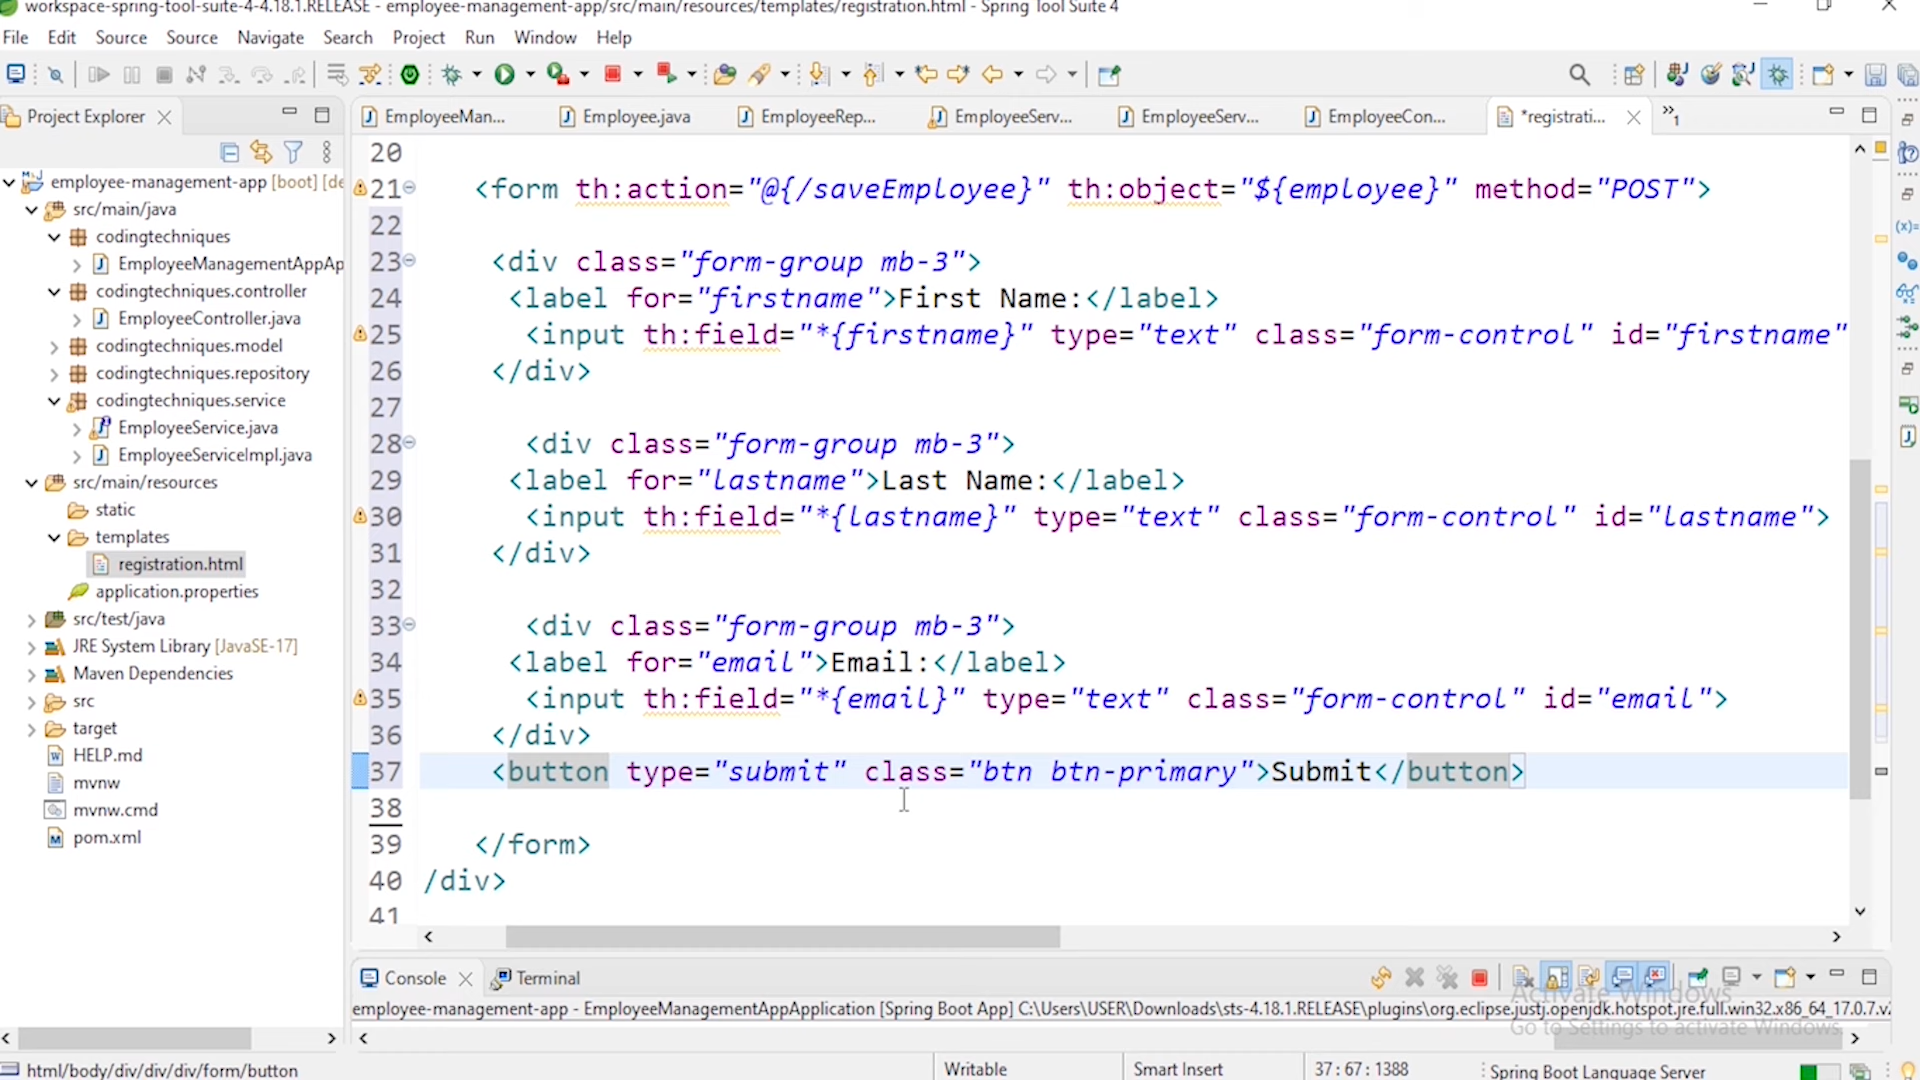 workspace-spring-tool-suite-4-4.18.1.RELEASE - employee-management-app/src/main/resources/templates/registration.html - Spring Tool Suite 4
File Edit Source Source Navigate Search Project Run Window Help
Project Explorer
EmployeeMan... Employee.java EmployeeRep... EmployeeServ... EmployeeServ... EmployeeCon... *registrati... »1
employee-management-app [boot] [de
src/main/java
codingtechniques
EmployeeManagementAppAp
codingtechniques.controller
EmployeeController.java
codingtechniques.model
codingtechniques.repository
codingtechniques.service
EmployeeService.java
EmployeeServiceImpl.java
src/main/resources
static
templates
registration.html
application.properties
src/test/java
JRE System Library [JavaSE-17]
Maven Dependencies
src
target
HELP.md
mvnw
mvnw.cmd
pom.xml
20
21 <form th:action="@{/saveEmployee}" th:object="${employee}" method="POST">
22
23 <div class="form-group mb-3">
24 <label for="firstname">First Name:</label>
25 <input th:field="*{firstname}" type="text" class="form-control" id="firstname"
26 </div>
27
28 <div class="form-group mb-3">
29 <label for="lastname">Last Name:</label>
30 <input th:field="*{lastname}" type="text" class="form-control" id="lastname">
31 </div>
32
33 <div class="form-group mb-3">
34 <label for="email">Email:</label>
35 <input th:field="*{email}" type="text" class="form-control" id="email">
36 </div>
37 <button type="submit" class="btn btn-primary">Submit</button>
38
39 </form>
40 /div>
41
Console Terminal
employee-management-app - EmployeeManagementAppApplication [Spring Boot App] C:\Users\USER\Downloads\sts-4.18.1.RELEASE\plugins\org.eclipse.justj.openjdk.hotspot.jre.full.win32.x86_64_17.0.7.v
Activate Windows
Go to Settings to activate Windows.
html/body/div/div/div/form/button Writable Smart Insert 37 : 67 : 1388 Spring Boot Language Server